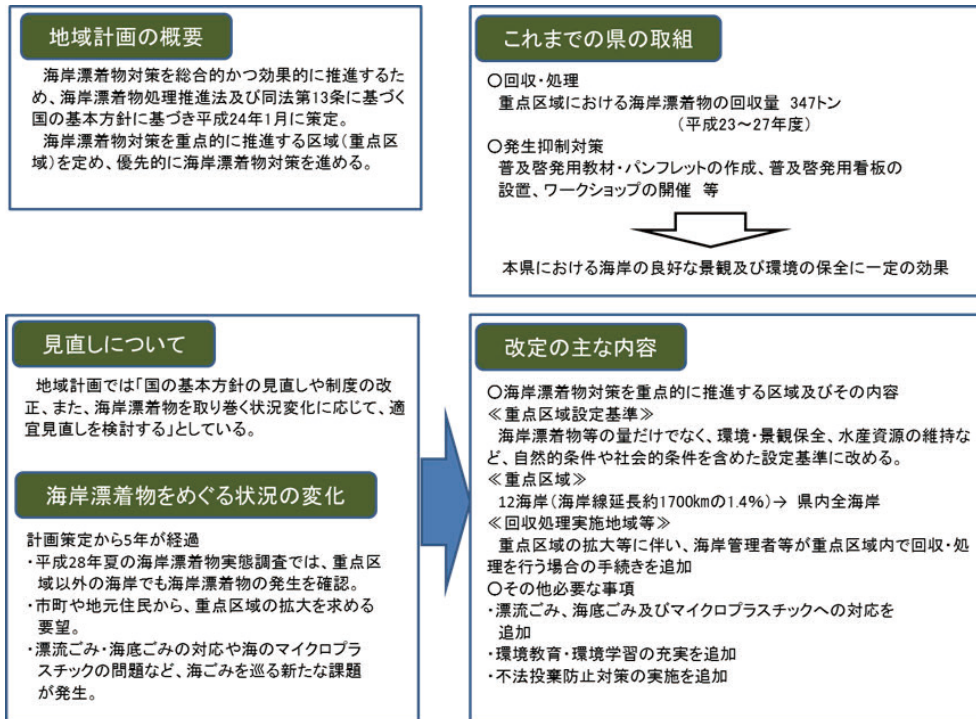 地域計画の概要
海岸漂着物対策を総合的かつ効果的に推進するた
め、海岸漂着物処理推進法及び同法第13条に基づく
国の基本方針に基づき平成24年1月に策定。
海岸漂着物対策を重点的に推進する区域(重点区
域)を定め、優先的に海岸漂着物対策を進める。
これまでの県の取組
○回収・処理
重点区域における海岸漂着物の回収量 347トン
(平成23～27年度)
○発生抑制対策
普及啓発用教材・パンフレットの作成、普及啓発用看板の
設置、ワークショップの開催 等
本県における海岸の良好な景観及び環境の保全に一定の効果
見直しについて
地域計画では「国の基本方針の見直しや制度の改
正、また、海岸漂着物を取り巻く状況変化に応じて、適
宜見直しを検討する」としている。
海岸漂着物をめぐる状況の変化
計画策定から5年が経過
・平成28年夏の海岸漂着物実態調査では、重点区
域以外の海岸でも海岸漂着物の発生を確認。
・市町や地元住民から、重点区域の拡大を求める
要望。
・漂流ごみ・海底ごみの対応や海のマイクロプラ
スチックの問題など、海ごみを巡る新たな課題
が発生。
改定の主な内容
○海岸漂着物対策を重点的に推進する区域及びその内容
≪重点区域設定基準≫
海岸漂着物等の量だけでなく、環境・景観保全、水産資源の維持な
ど、自然的条件や社会的条件を含めた設定基準に改める。
≪重点区域≫
12海岸(海岸線延長約1700kmの1.4%)→ 県内全海岸
≪回収処理実施地域等≫
重点区域の拡大等に伴い、海岸管理者等が重点区域内で回収・処
理を行う場合の手続きを追加
○その他必要な事項
・漂流ごみ、海底ごみ及びマイクロプラスチックへの対応を
追加
・環境教育・環境学習の充実を追加
・不法投棄防止対策の実施を追加